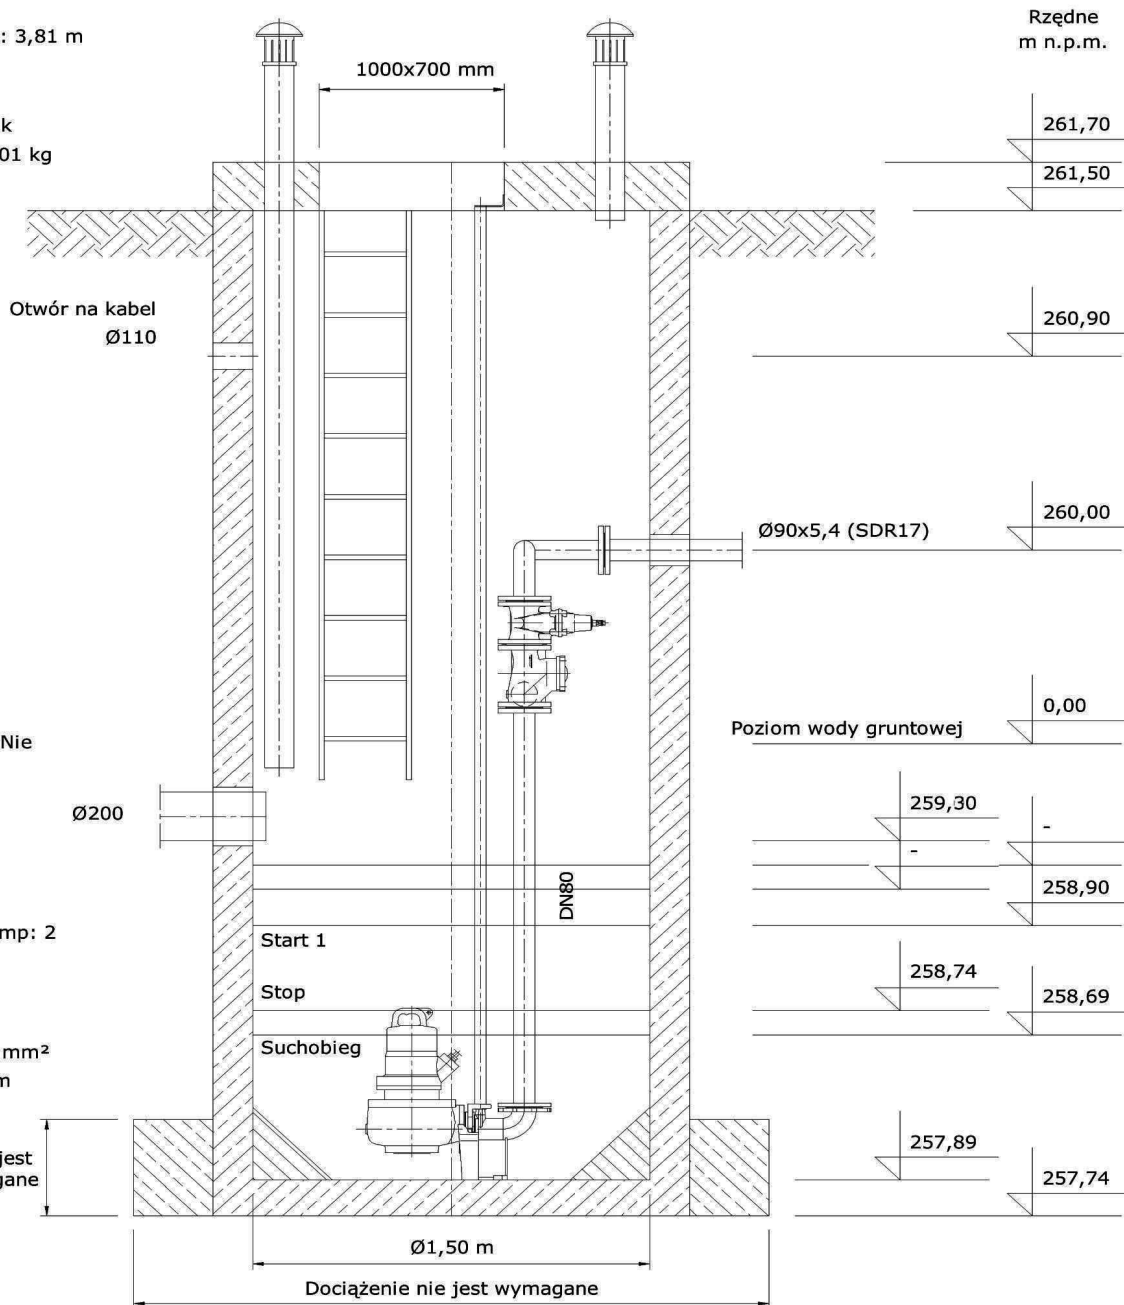 : 3,81 m
Rzędne
m n.p.m.
1000x700 mm
k
01 kg
261,70
261,50
Otwór na kabel
Ø110
260,90
260,00
Ø90x5,4 (SDR17)
0,00
Poziom wody gruntowej
Nie
Ø200
259,30
-
-
258,90
DN80
mp: 2
Start 1
258,74
Stop
258,69
Suchobieg
mm²
m
jest
gane
257,89
257,74
Ø1,50 m
Dociążenie nie jest wymagane